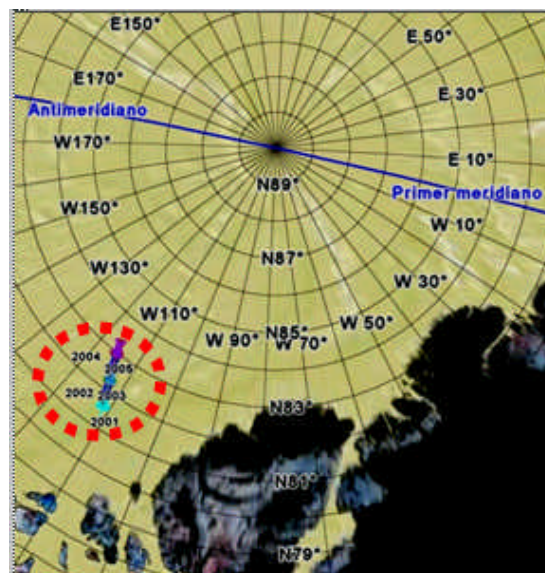 E150°
E 50°
E170°
E 30°
Antimeridiano
W170°
E 10°
N89°
Primer meridiano
W150°
W 10°
N87°
W130°
W 30°
W110°
W 50°
N85°
W 90°
W 70°
2004
2005
2002
2003
2001
N83°
N81°
N79°